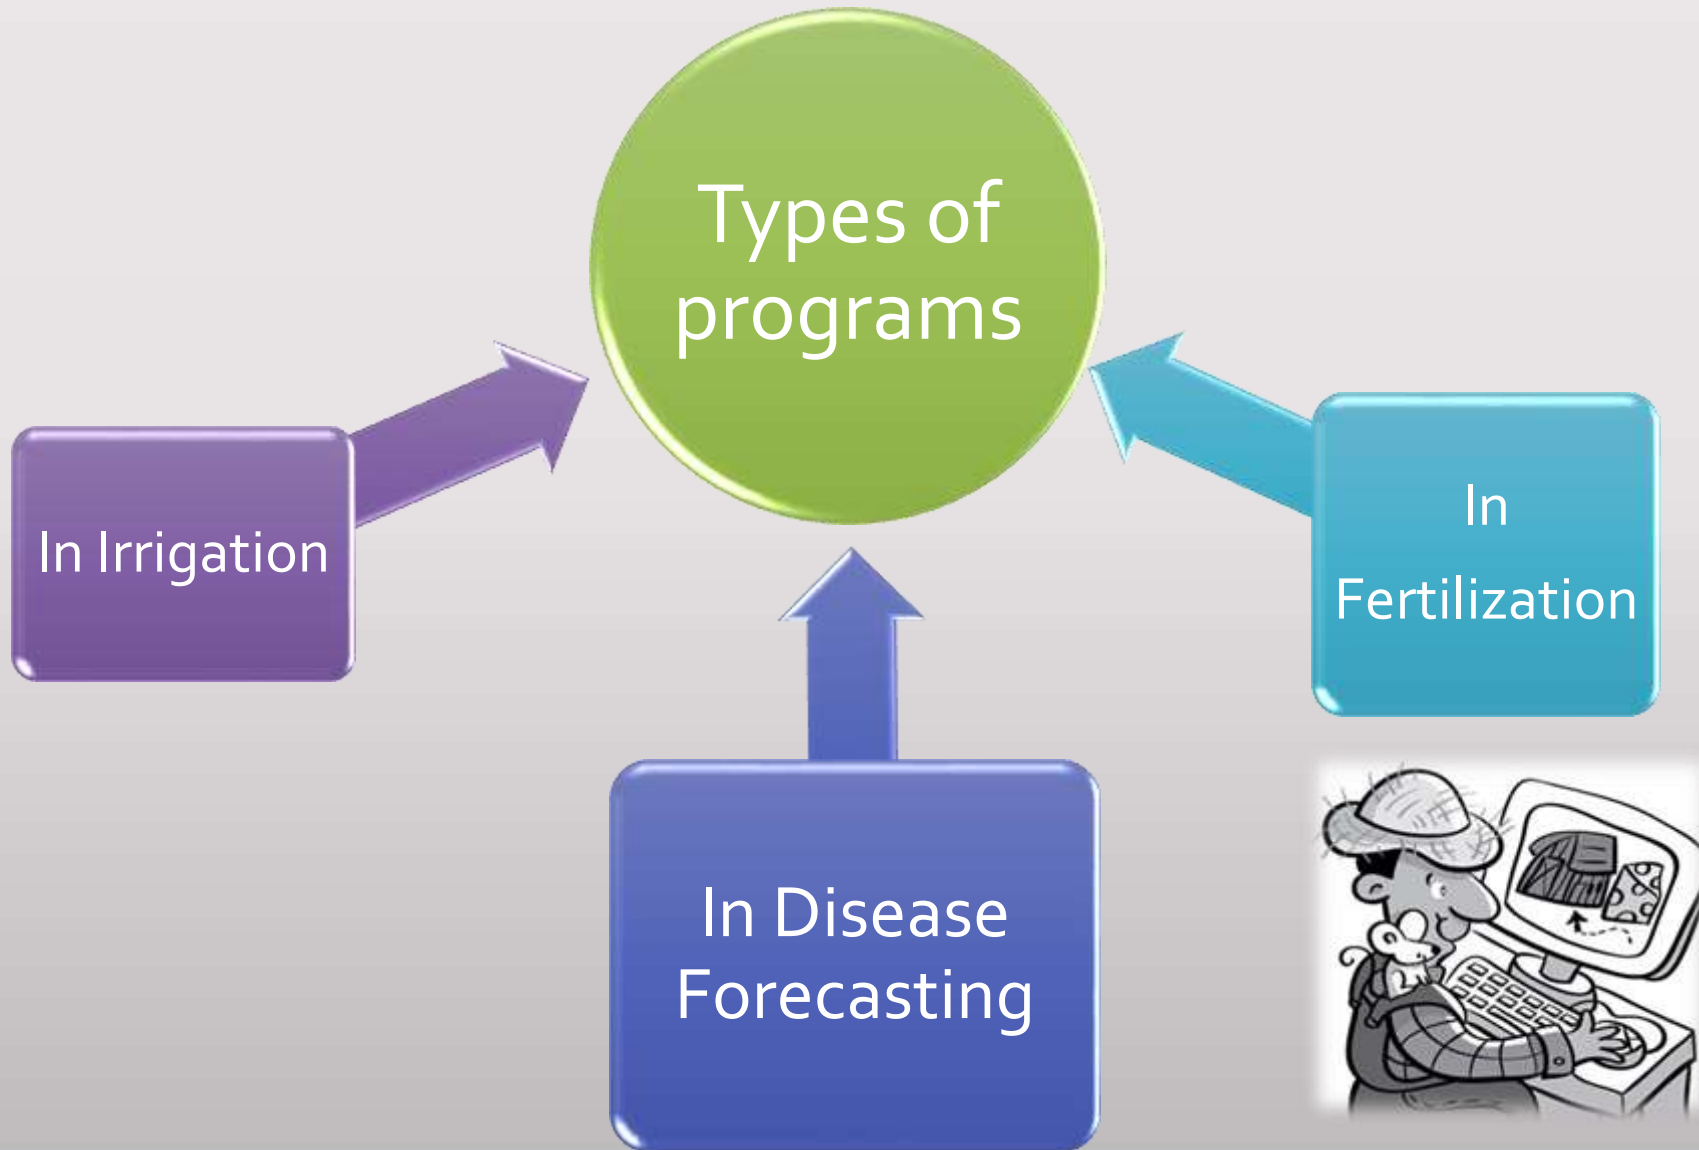 Types of
programs
In Irrigation
In Disease
Forecasting
In
Fertilization